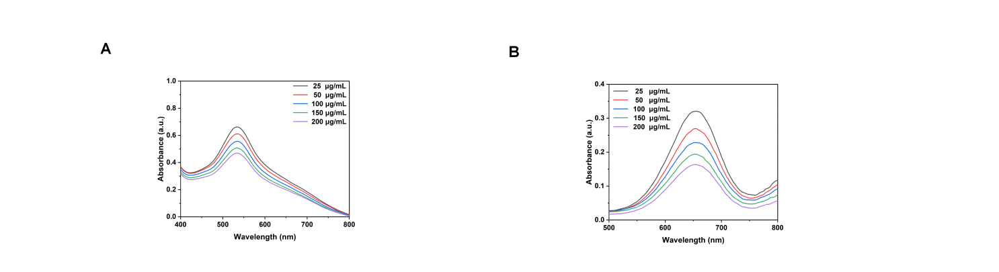 A
B
1.0
0.8
0.6
0.4
0.2
0.0
Absorbance (a.u.)
25 μg/mL
50 μg/mL
100 μg/mL
150 μg/mL
200 μg/mL
400 500 600 700 800
Wavelength (nm)
0.4
0.3
0.2
0.1
0.0
Absorbance (a.u.)
25 μg/mL
50 μg/mL
100 μg/mL
150 μg/mL
200 μg/mL
500 600 700 800
Wavelength (nm)